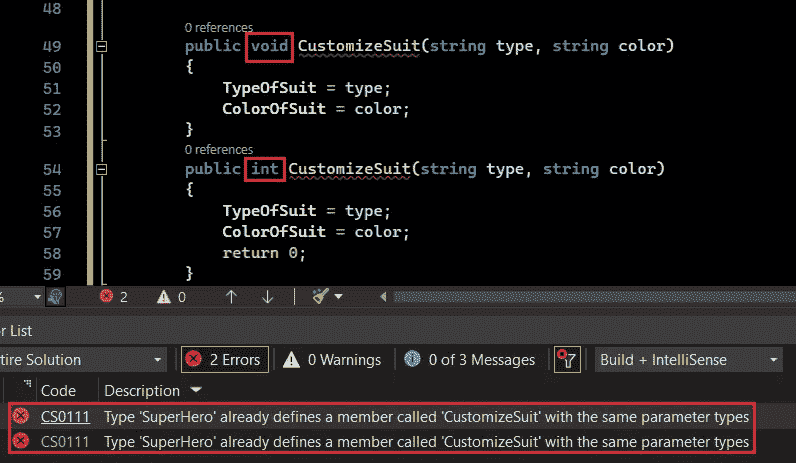 48
0 references
49 public void CustomizeSuit(string type, string color)
50 {
51 TypeOfSuit = type;
52 ColorOfSuit = color;
53 }
0 references
54 public int CustomizeSuit(string type, string color)
55 {
56 TypeOfSuit = type;
57 ColorOfSuit = color;
58 return 0;
59 }
% 2 0
r List
tire Solution 2 Errors 0 Warnings 0 of 3 Messages Build + IntelliSense
Code Description
CS0111 Type 'SuperHero' already defines a member called 'CustomizeSuit' with the same parameter types
CS0111 Type 'SuperHero' already defines a member called 'CustomizeSuit' with the same parameter types